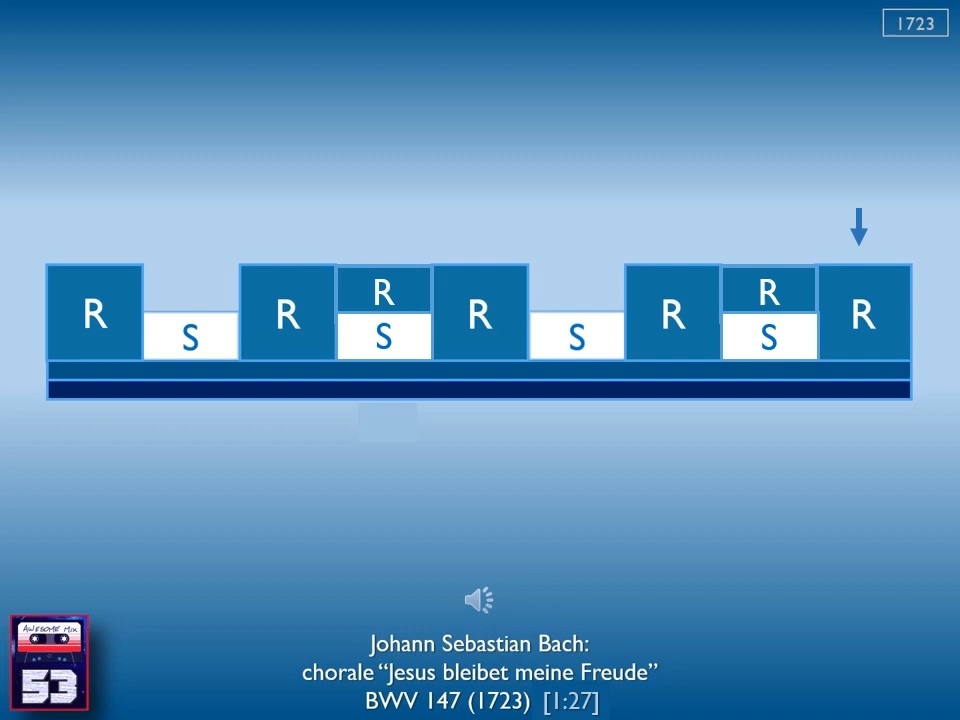 1723
R
S
R
R
S
R
S
R
R
S
R
AWESOME MIX
53
Johann Sebastian Bach:
chorale “Jesus bleibet meine Freude”
BWV 147 (1723) [1:27]